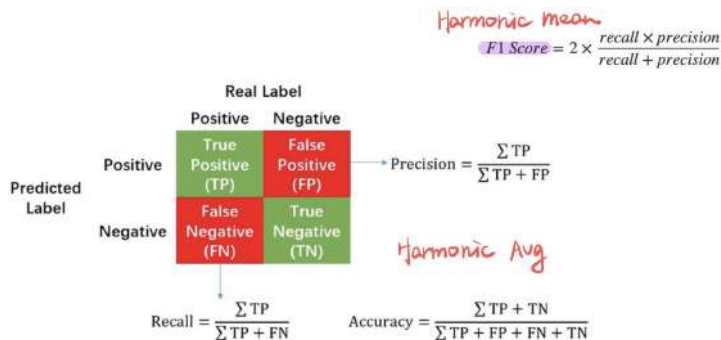 Harmonic mean
F1 Score = 2 × recall × precision / recall + precision
Real Label
Positive Negative
Predicted Label
Positive
True Positive (TP)
False Positive (FP)
Precision = ∑ TP / ∑ TP + FP
Negative
False Negative (FN)
True Negative (TN)
Harmonic Avg
Recall = ∑ TP / ∑ TP + FN
Accuracy = ∑ TP + TN / ∑ TP + FP + FN + TN